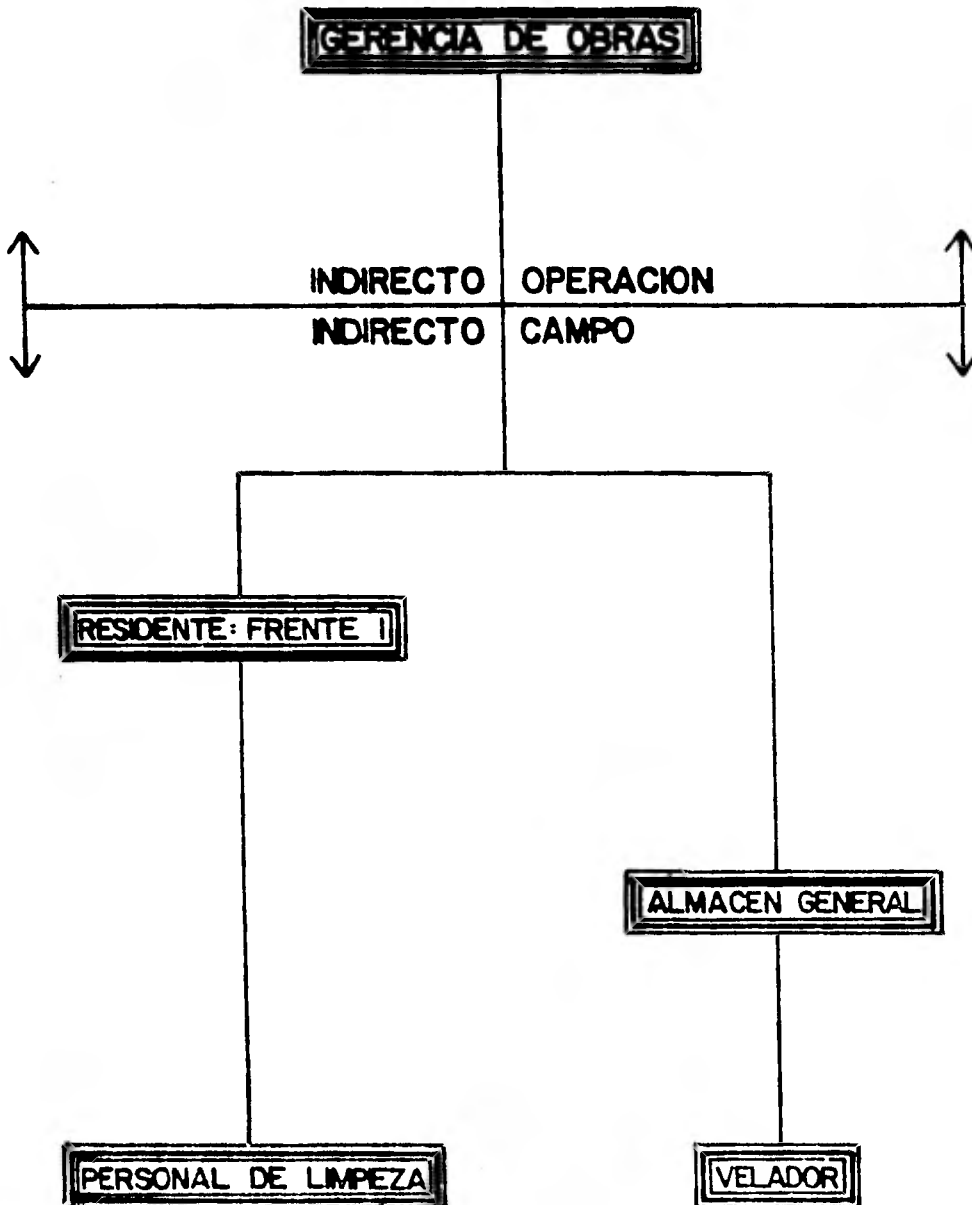 GERENCIA DE OBRAS
INDIRECTO OPERACION
INDIRECTO CAMPO
RESIDENTE: FRENTE I
ALMACEN GENERAL
PERSONAL DE LIMPIEZA
VELADOR